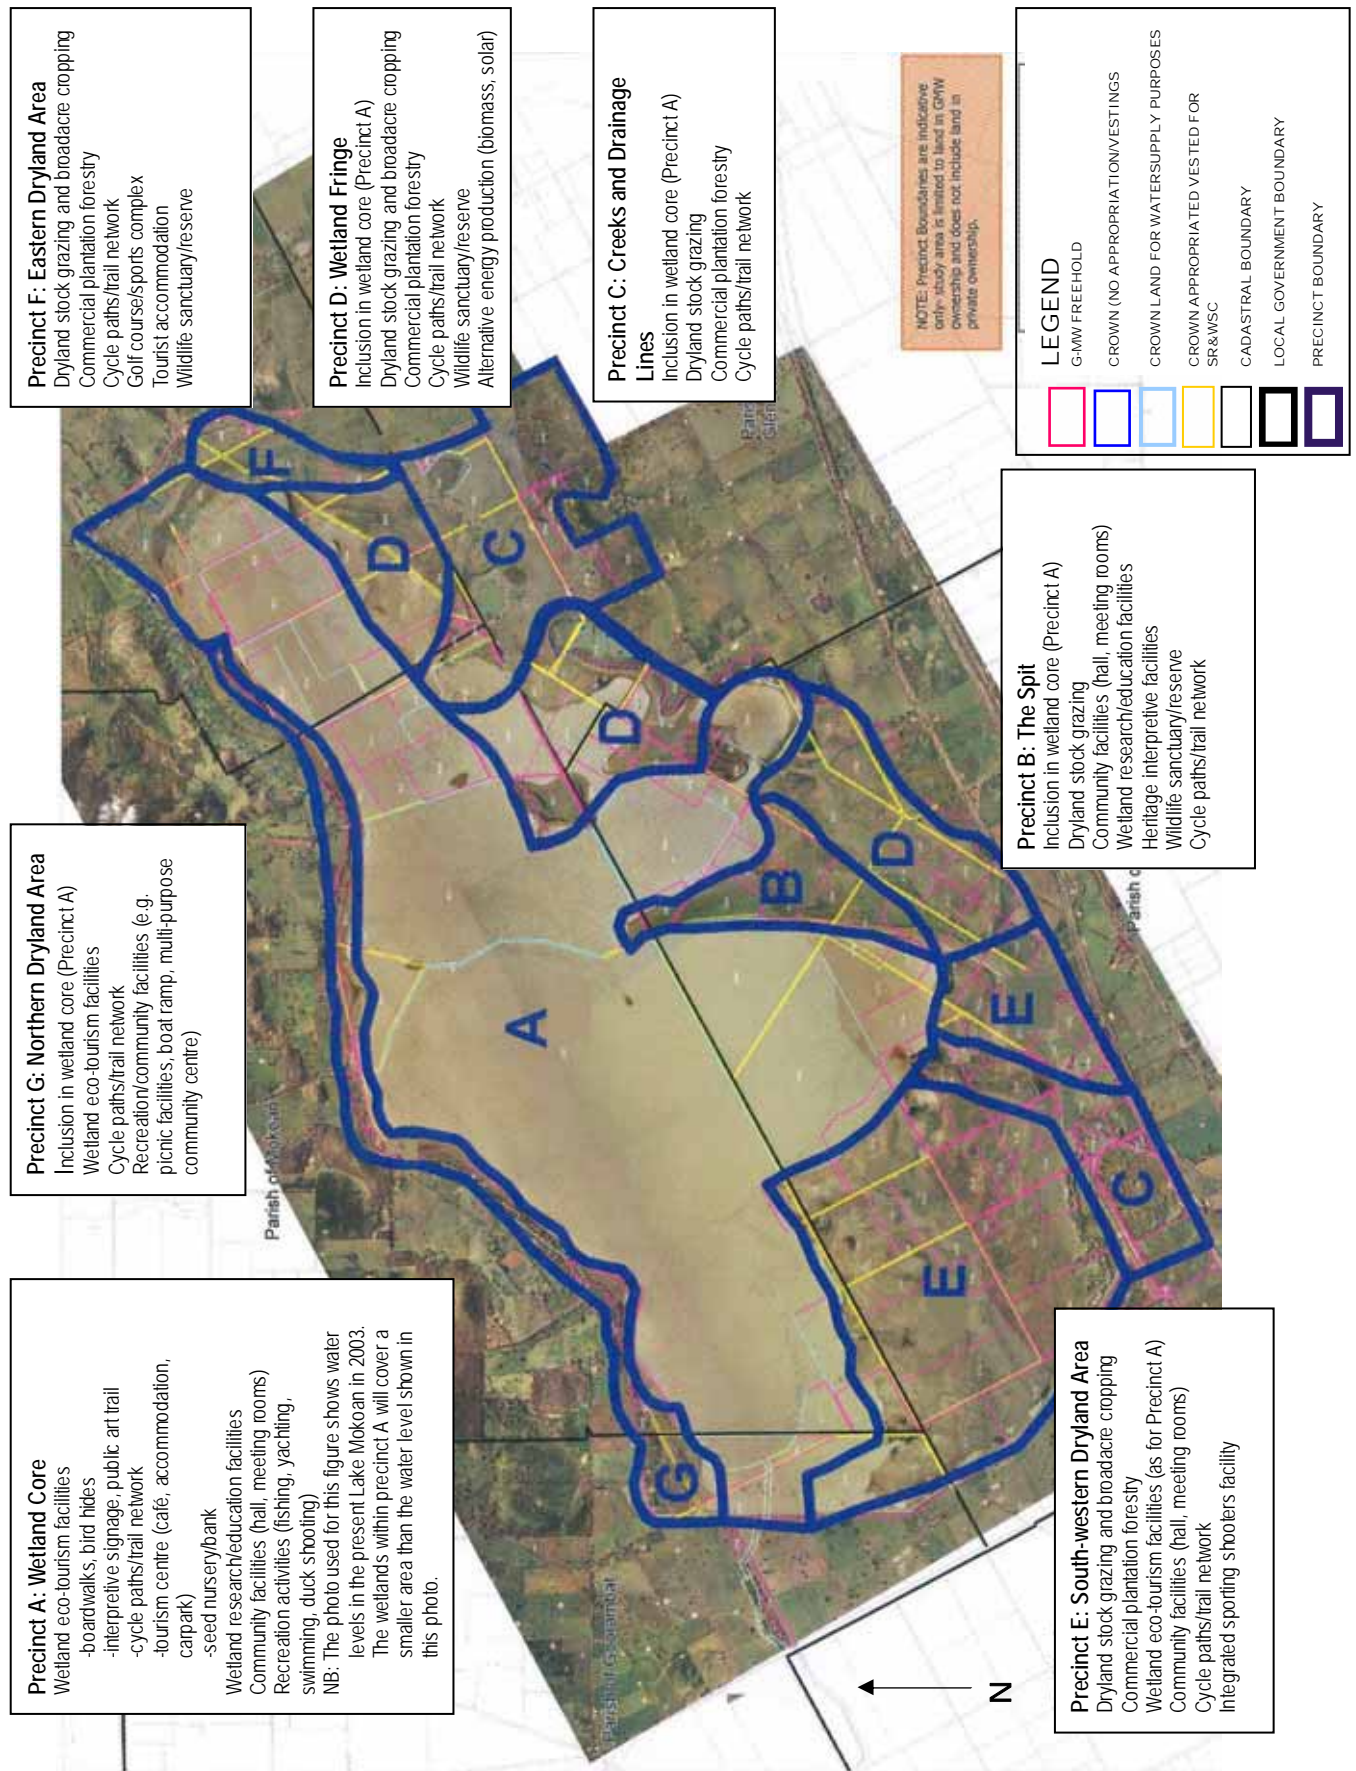 Precinct A: Wetland Core
Wetland eco-tourism facilities
-boardwalks, bird hides
-interpretive signage, public art trail
-cycle paths/trail network
-tourism centre (café, accommodation,
carpark)
-seed nursery/bank
Wetland research/education facilities
Community facilities (hall, meeting rooms)
Recreation activities (fishing, yachting,
swimming, duck shooting)
NB: The photo used for this figure shows water
levels in the present Lake Mokoan in 2003.
The wetlands within precinct A will cover a
smaller area than the water level shown in
this photo.
Precinct G: Northern Dryland Area
Inclusion in wetland core (Precinct A)
Wetland eco-tourism facilities
Cycle paths/trail network
Recreation/community facilities (e.g.
picnic facilities, boat ramp, multi-purpose
community centre)
Precinct F: Eastern Dryland Area
Dryland stock grazing and broadacre cropping
Commercial plantation forestry
Cycle paths/trail network
Golf course/sports complex
Tourist accommodation
Wildlife sanctuary/reserve
Precinct D: Wetland Fringe
Inclusion in wetland core (Precinct A)
Dryland stock grazing and broadacre cropping
Commercial plantation forestry
Cycle paths/trail network
Wildlife sanctuary/reserve
Alternative energy production (biomass, solar)
Precinct C: Creeks and Drainage
Lines
Inclusion in wetland core (Precinct A)
Dryland stock grazing
Commercial plantation forestry
Cycle paths/trail network
NOTE: Precinct Boundaries are indicative
only- study area is limited to land in GMW
ownership and does not include land in
private ownership.
LEGEND
G-MW FREEHOLD
CROWN (NO APPROPRIATION/VESTINGS
CROWN LAND FOR WATERSUPPLY PURPOSES
CROWN APPROPRIATED VESTED FOR
SR&WSC
CADASTRAL BOUNDARY
LOCAL GOVERNMENT BOUNDARY
PRECINCT BOUNDARY
Precinct B: The Spit
Inclusion in wetland core (Precinct A)
Dryland stock grazing
Community facilities (hall, meeting rooms)
Wetland research/education facilities
Heritage interpretive facilities
Wildlife sanctuary/reserve
Cycle paths/trail network
Precinct E: South-western Dryland Area
Dryland stock grazing and broadacre cropping
Commercial plantation forestry
Wetland eco-tourism facilities (as for Precinct A)
Community facilities (hall, meeting rooms)
Cycle paths/trail network
Integrated sporting shooters facility
N
Parish of Mokoan
Parish of
F
D
C
D
A
B
D
E
E
C
G